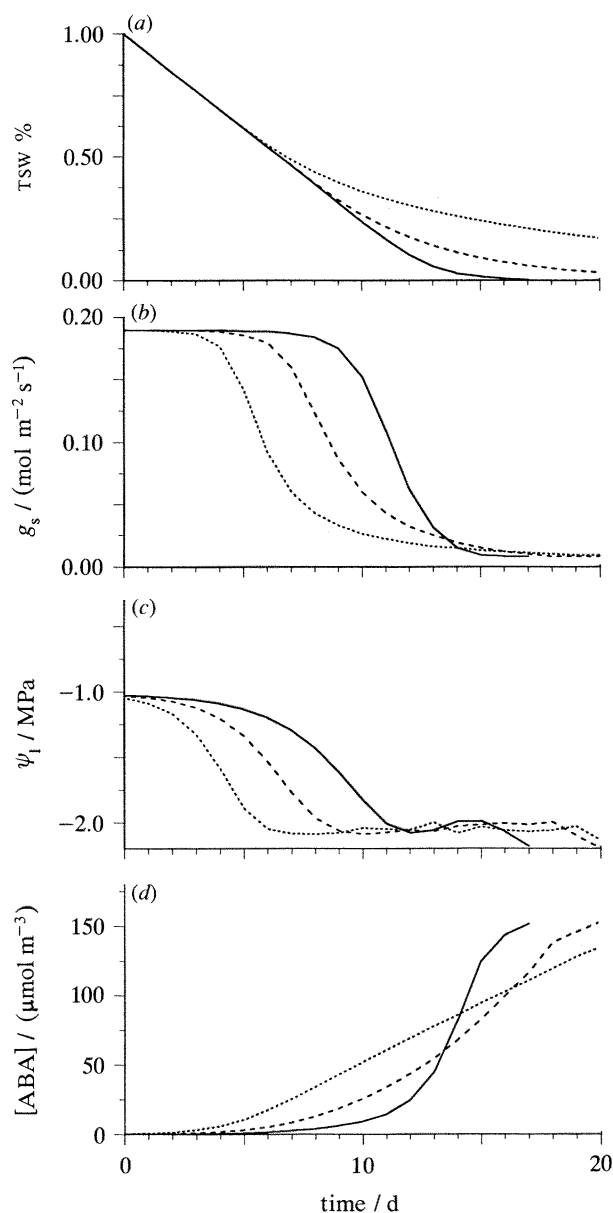 (a)
1.00
0.50
0.00
TSW %
(b)
0.20
0.10
0.00
g_s / (mol m⁻² s⁻¹)
(c)
−1.0
−2.0
ψ_l / MPa
(d)
150
100
50
0
[ABA] / (µmol m⁻³)
0 10 20
time / d